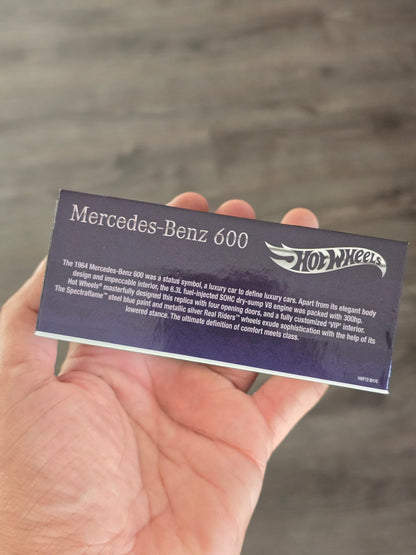 Mercedes-Benz 600
HOT WHEELS
The 1964 Mercedes-Benz 600 was a status symbol, a luxury car to define luxury cars. Apart from its elegant body
design and impeccable interior, the 6.3L fuel-injected SOHC dry-sump V8 engine was packed with 300hp.
Hot Wheels® masterfully designed this replica with four opening doors, and a fully customized "VIP" interior.
The Spectraflame™ steel blue paint and metallic silver Real Riders™ wheels exude sophistication with the help of its
lowered stance. The ultimate definition of comfort meets class.